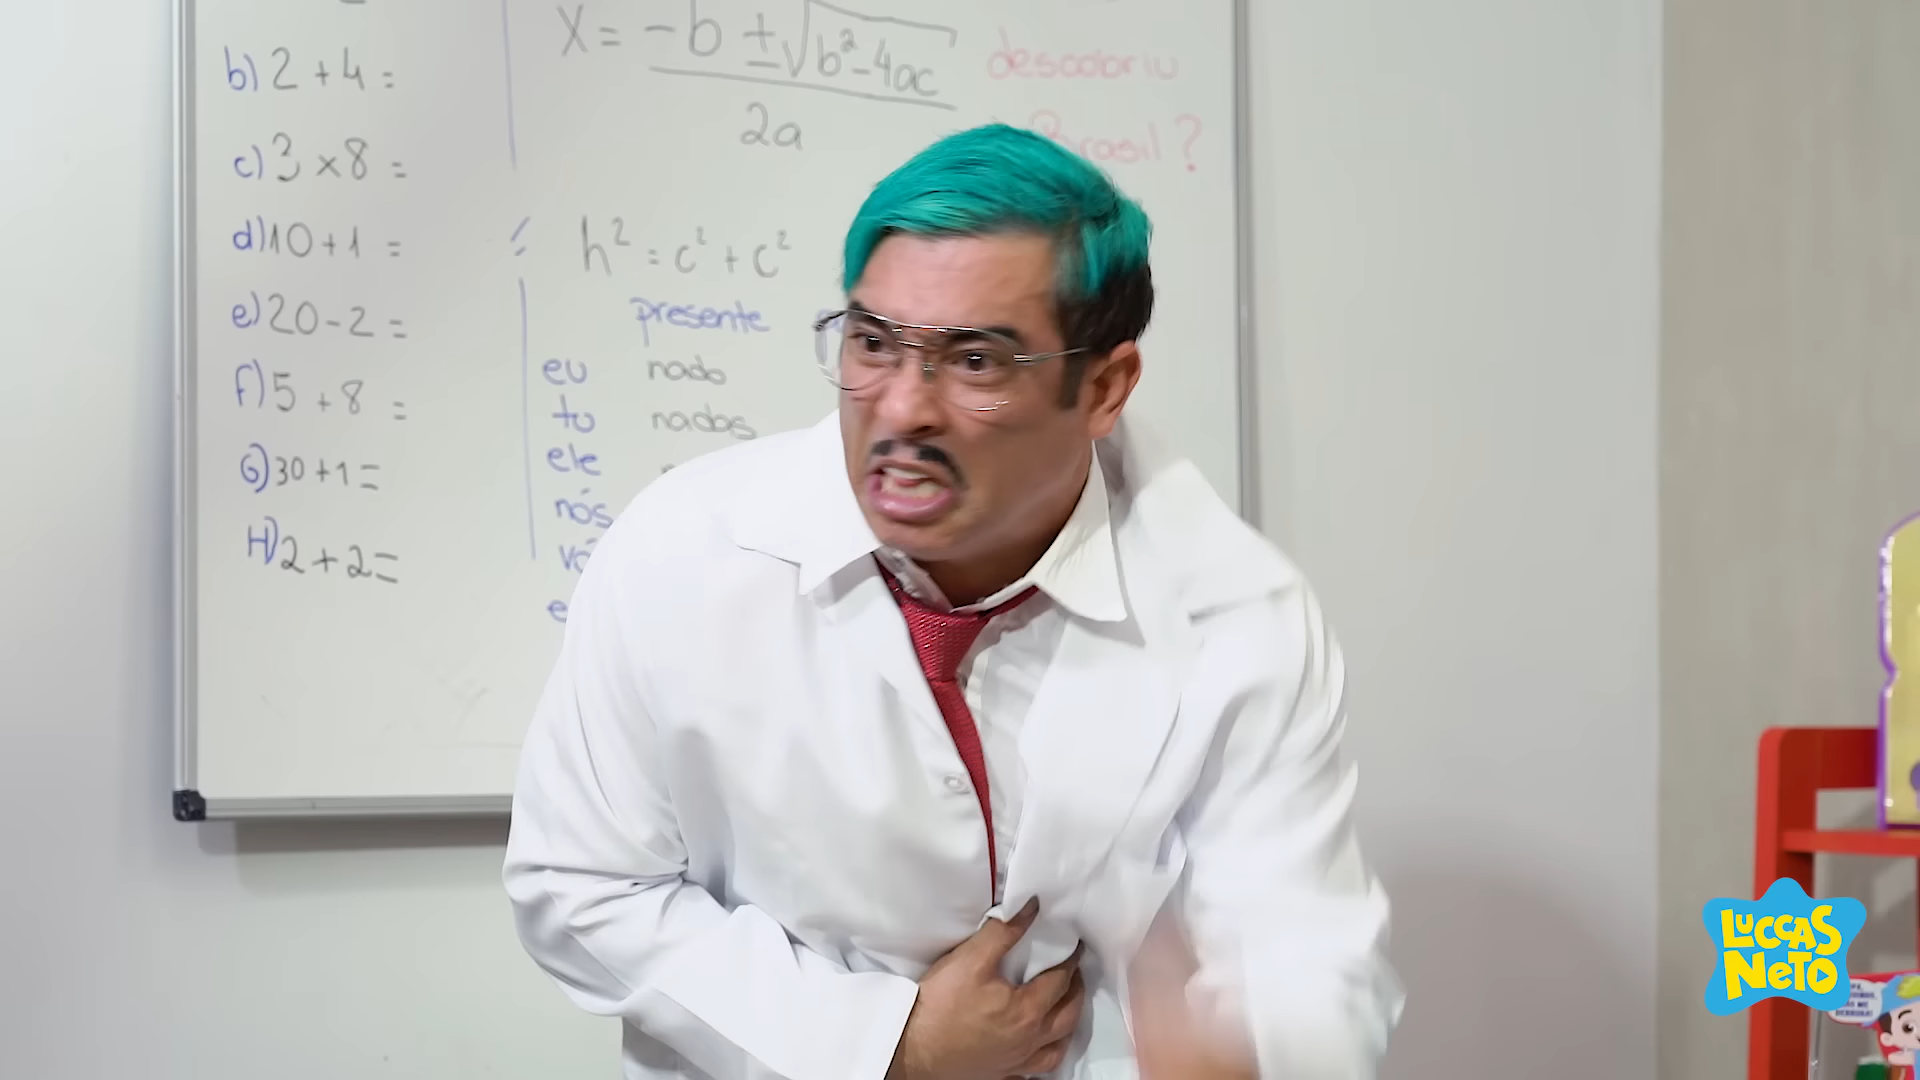 b) 2 + 4 =
c) 3 x 8 =
d) 10 + 1 =
e) 20 - 2 =
f) 5 + 8 =
G) 30 + 1 =
H) 2 + 2 =
X = -b ± √b² - 4ac
2a
h² = c² + c²
presente
eu nado
tu nadas
ele
nós
descobriu
Brasil ?
LUCCAS
NETO